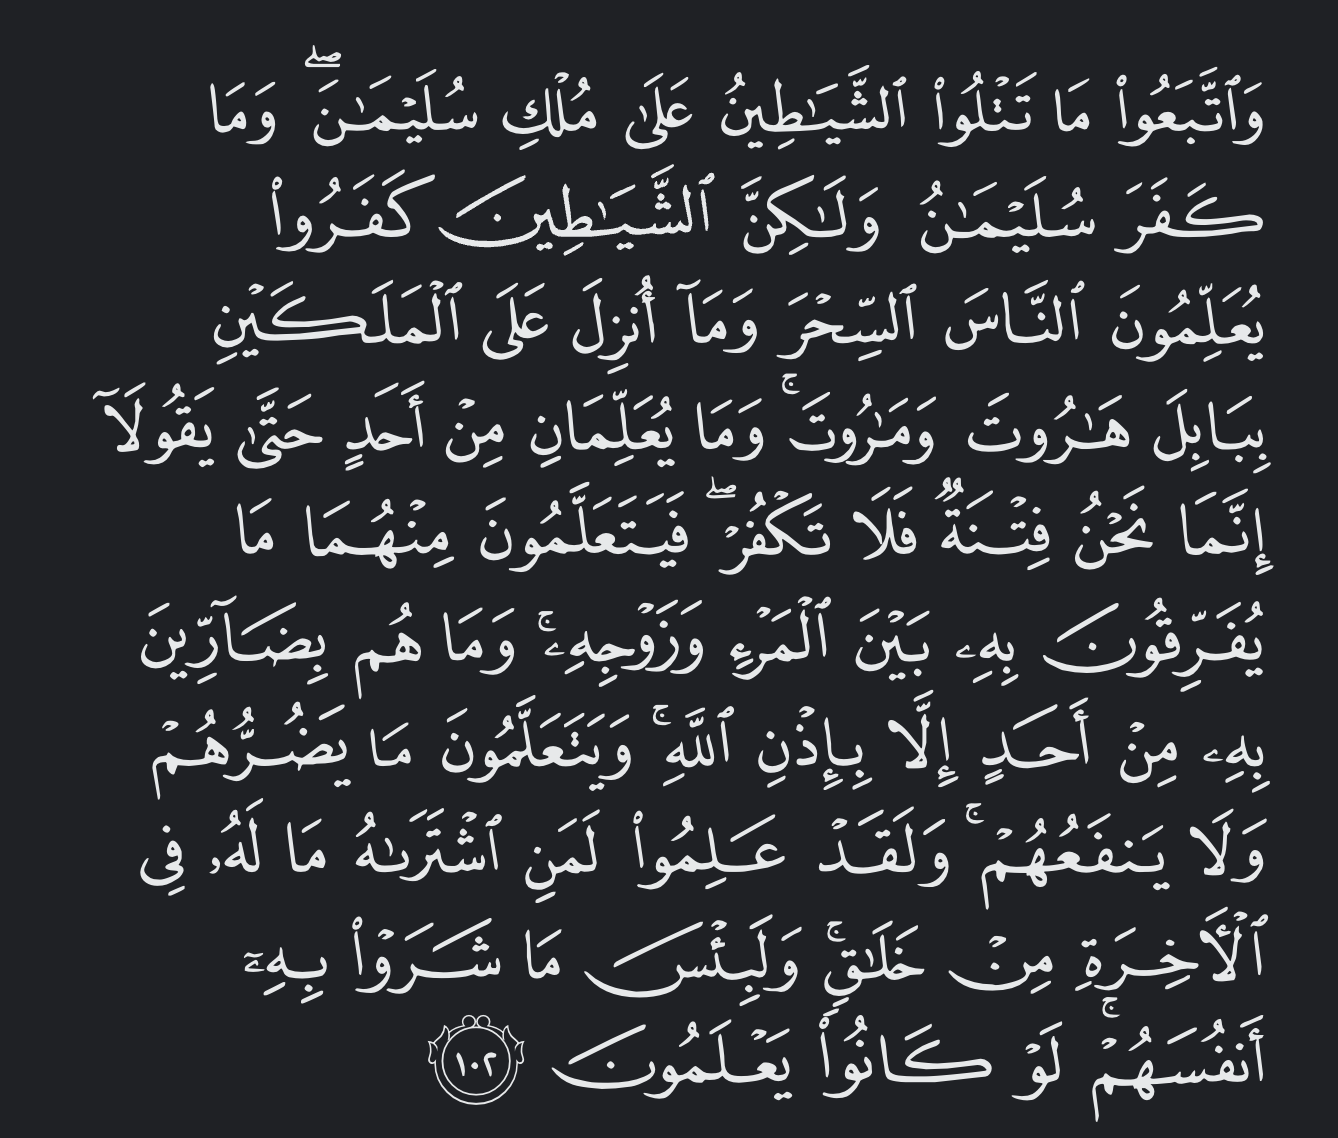 وَٱتَّبَعُوا۟ مَا تَتْلُوا۟ ٱلشَّيَـٰطِينُ عَلَىٰ مُلْكِ سُلَيْمَـٰنَ ۖ وَمَا
كَفَرَ سُلَيْمَـٰنُ وَلَـٰكِنَّ ٱلشَّيَـٰطِينَ كَفَرُوا۟
يُعَلِّمُونَ ٱلنَّاسَ ٱلسِّحْرَ وَمَآ أُنزِلَ عَلَى ٱلْمَلَكَيْنِ
بِبَابِلَ هَـٰرُوتَ وَمَـٰرُوتَ ۚ وَمَا يُعَلِّمَانِ مِنْ أَحَدٍ حَتَّىٰ يَقُولَآ
إِنَّمَا نَحْنُ فِتْنَةٌ فَلَا تَكْفُرْ ۖ فَيَتَعَلَّمُونَ مِنْهُمَا مَا
يُفَرِّقُونَ بِهِۦ بَيْنَ ٱلْمَرْءِ وَزَوْجِهِۦ ۚ وَمَا هُم بِضَآرِّينَ
بِهِۦ مِنْ أَحَدٍ إِلَّا بِإِذْنِ ٱللَّهِ ۚ وَيَتَعَلَّمُونَ مَا يَضُرُّهُمْ
وَلَا يَنفَعُهُمْ ۚ وَلَقَدْ عَلِمُوا۟ لَمَنِ ٱشْتَرَىٰهُ مَا لَهُۥ فِى
ٱلْـَٔاخِرَةِ مِنْ خَلَـٰقٍ ۚ وَلَبِئْسَ مَا شَرَوْا۟ بِهِۦٓ
أَنفُسَهُمْ ۚ لَوْ كَانُوا۟ يَعْلَمُونَ ١٠٢